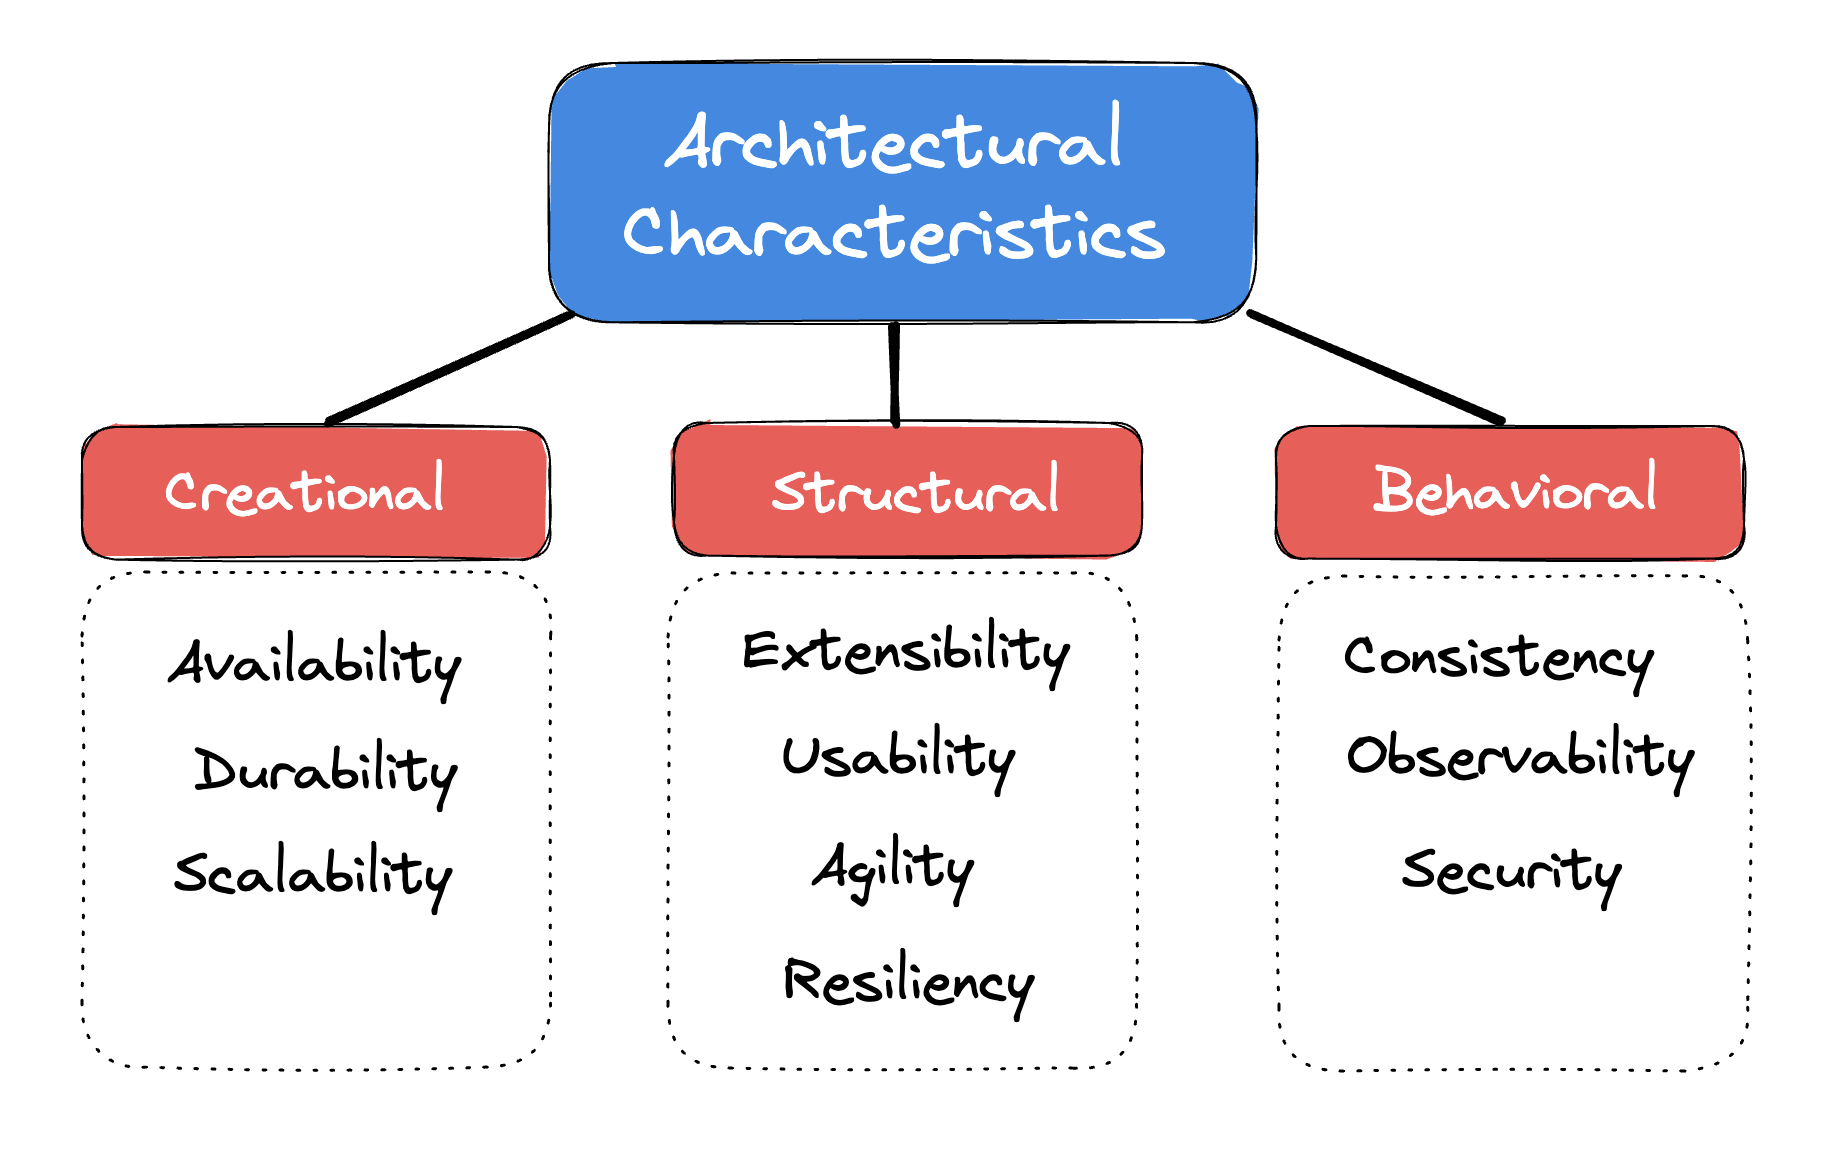 Architectural
Characteristics
Creational
Structural
Behavioral
Availability
Durability
Scalability
Extensibility
Usability
Agility
Resiliency
Consistency
Observability
Security